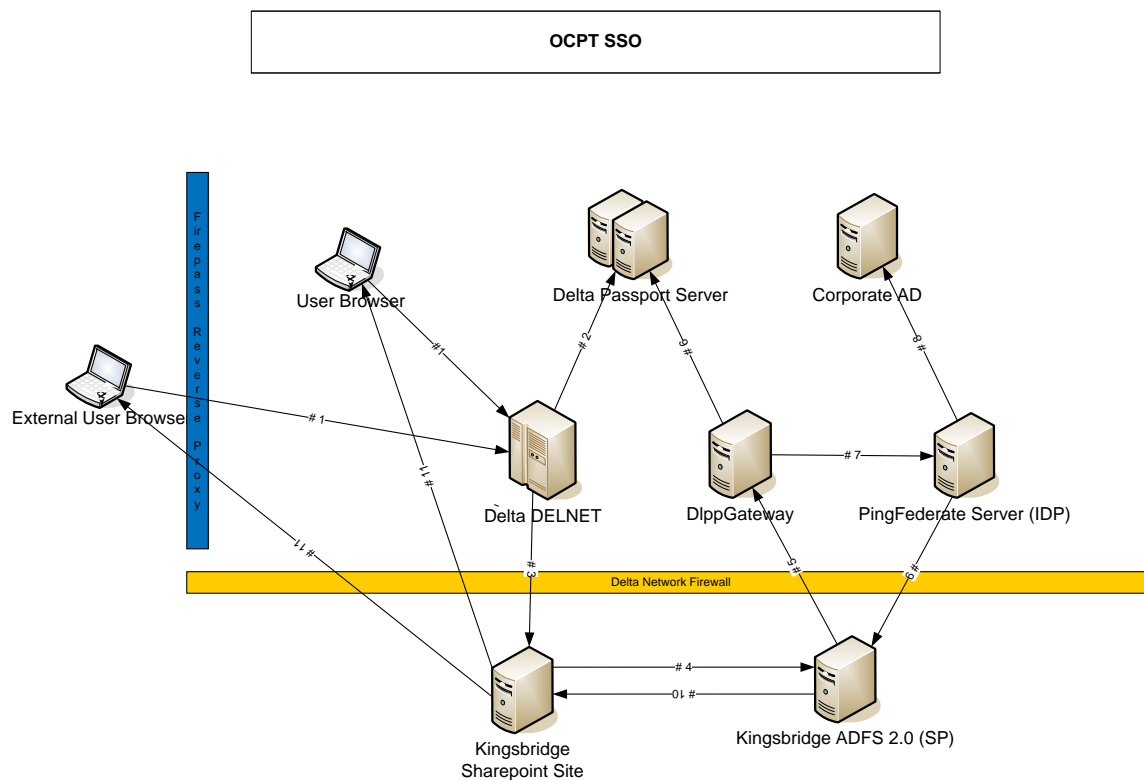 OCPT SSO
Firepass Reverse Proxy
User Browser
Delta Passport Server
Corporate AD
External User Browser
Delta DELNET
DlppGateway
PingFederate Server (IDP)
Delta Network Firewall
Kingsbridge
Sharepoint Site
Kingsbridge ADFS 2.0 (SP)
#1
# 1
# 2
# 3
# 4
# 5
# 6
# 7
# 8
# 9
# 10
# 11
# 11